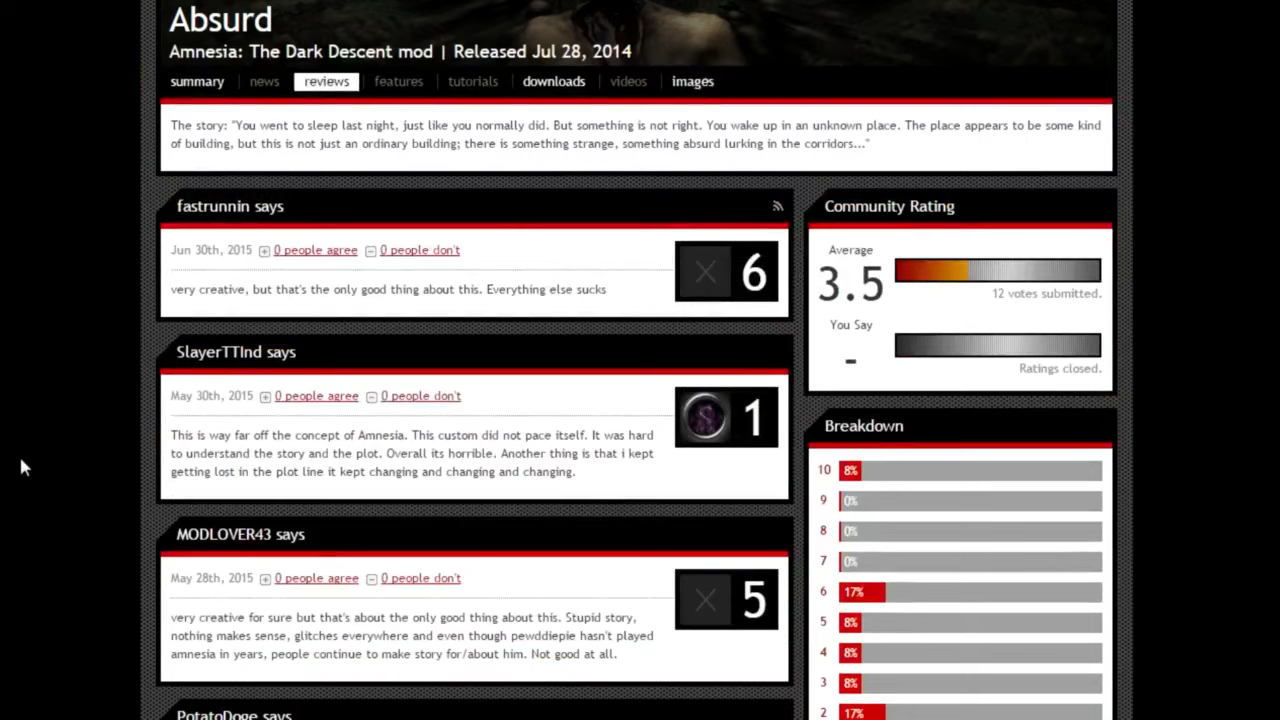 Absurd
Amnesia: The Dark Descent mod | Released Jul 28, 2014
summary news reviews features tutorials downloads videos images
The story: "You went to sleep last night, just like you normally did. But something is not right. You wake up in an unknown place. The place appears to be some kind
of building, but this is not just an ordinary building; there is something strange, something absurd lurking in the corridors..."
fastrunnin says
Jun 30th, 2015 0 people agree 0 people don't
6
very creative, but that's the only good thing about this. Everything else sucks
SlayerTTInd says
May 30th, 2015 0 people agree 0 people don't
1
This is way far off the concept of Amnesia. This custom did not pace itself. It was hard
to understand the story and the plot. Overall its horrible. Another thing is that i kept
getting lost in the plot line it kept changing and changing and changing.
MODLOVER43 says
May 28th, 2015 0 people agree 0 people don't
5
very creative for sure but that's about the only good thing about this. Stupid story,
nothing makes sense, glitches everywhere and even though pewddiepie hasn't played
amnesia in years, people continue to make story for/about him. Not good at all.
PotatoDoge says
Community Rating
Average
3.5
12 votes submitted.
You Say
-
Ratings closed.
Breakdown
10 8%
9 0%
8 0%
7 0%
6 17%
5 8%
4 8%
3 8%
2 17%